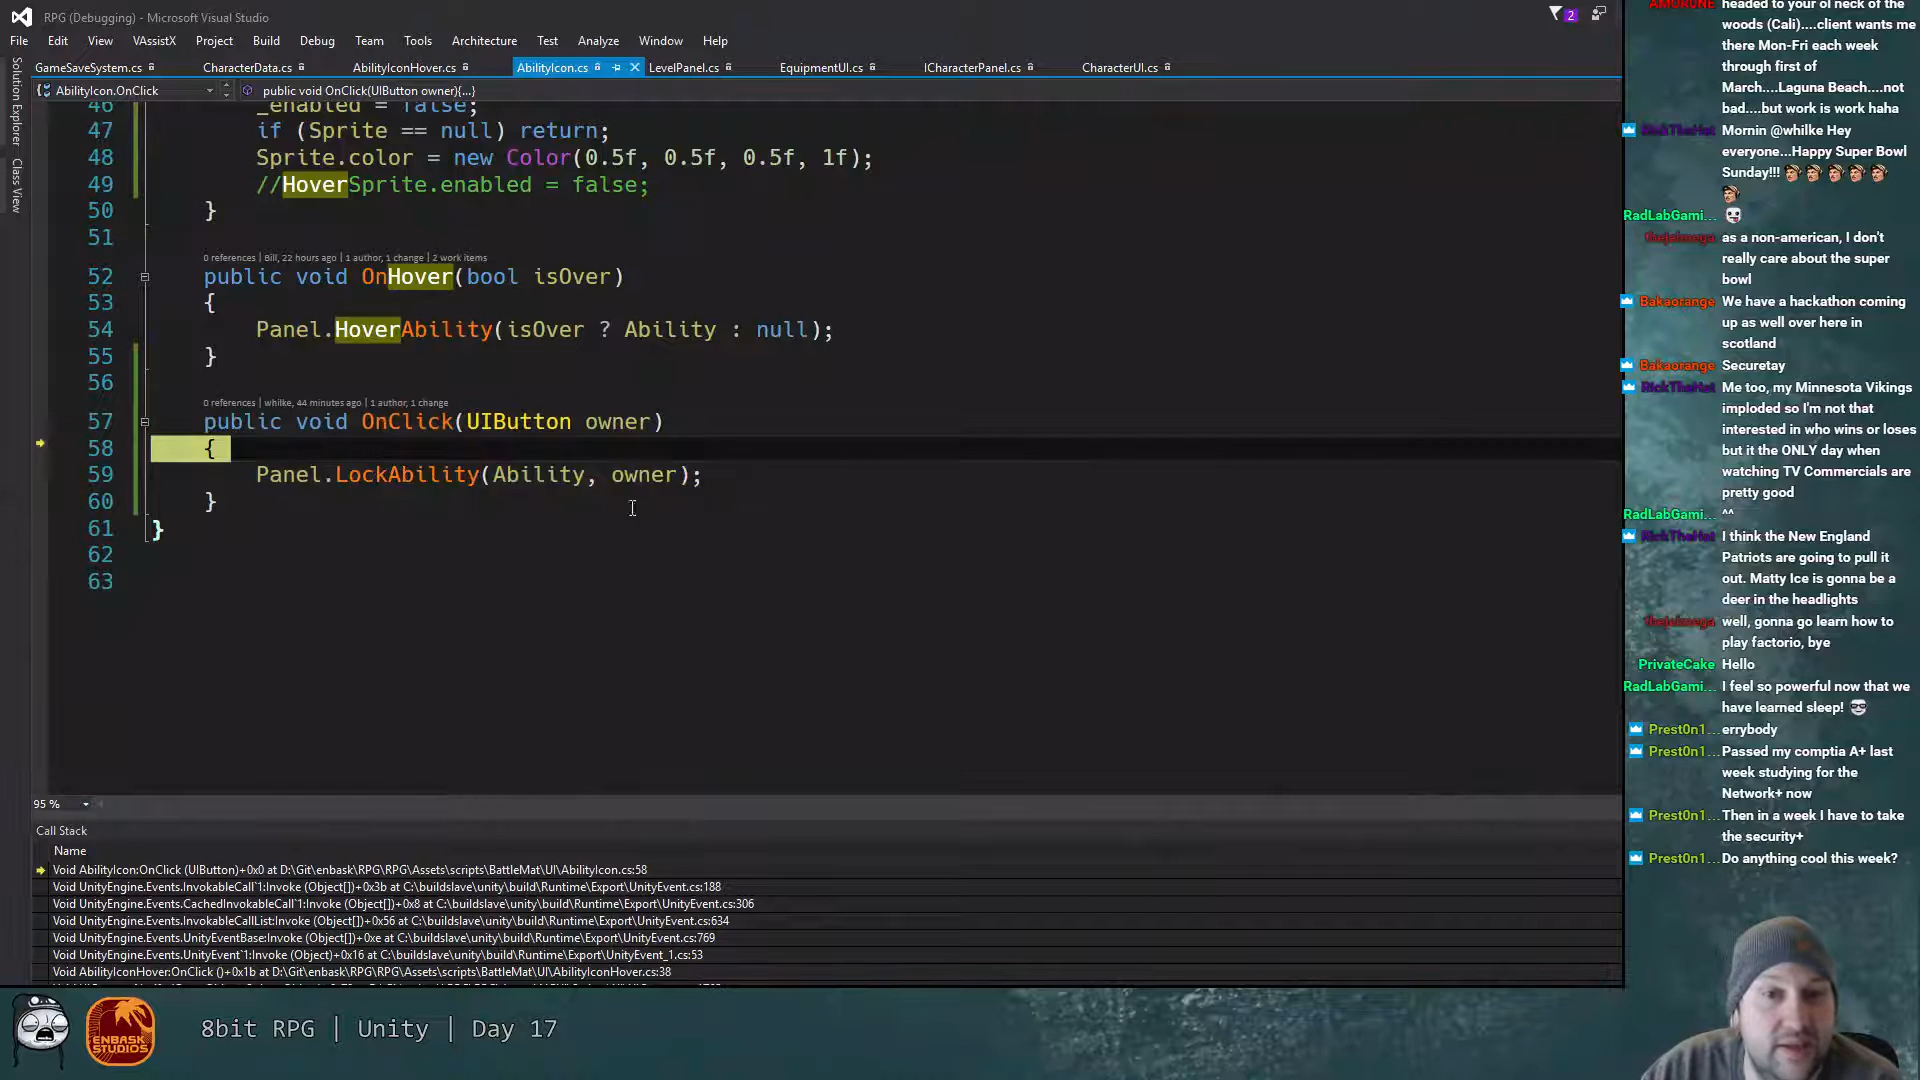 RPG (Debugging) - Microsoft Visual Studio
2
File Edit View VAssistX Project Build Debug Team Tools Architecture Test Analyze Window Help
Solution Explorer
Class View
GameSaveSystem.cs CharacterData.cs AbilityIconHover.cs AbilityIcon.cs LevelPanel.cs EquipmentUI.cs ICharacterPanel.cs CharacterUI.cs
AbilityIcon.OnClick public void OnClick(UIButton owner){...}
46 _enabled = false;
47 if (Sprite == null) return;
48 Sprite.color = new Color(0.5f, 0.5f, 0.5f, 1f);
49 //HoverSprite.enabled = false;
50 }
51
0 references | Bill, 22 hours ago | 1 author, 1 change | 2 work items
52 public void OnHover(bool isOver)
53 {
54 Panel.HoverAbility(isOver ? Ability : null);
55 }
56
0 references | whilke, 44 minutes ago | 1 author, 1 change
57 public void OnClick(UIButton owner)
58 {
59 Panel.LockAbility(Ability, owner);
60 }
61 }
62
63
95 %
Call Stack
Name
Void AbilityIcon:OnClick (UIButton)+0x0 at D:\Git\enbask\RPG\RPG\Assets\scripts\BattleMat\UI\AbilityIcon.cs:58
Void UnityEngine.Events.InvokableCall`1:Invoke (Object[])+0x3b at C:\buildslave\unity\build\Runtime\Export\UnityEvent.cs:188
Void UnityEngine.Events.CachedInvokableCall`1:Invoke (Object[])+0x8 at C:\buildslave\unity\build\Runtime\Export\UnityEvent.cs:306
Void UnityEngine.Events.InvokableCallList:Invoke (Object[])+0x56 at C:\buildslave\unity\build\Runtime\Export\UnityEvent.cs:634
Void UnityEngine.Events.UnityEventBase:Invoke (Object[])+0xe at C:\buildslave\unity\build\Runtime\Export\UnityEvent.cs:769
Void UnityEngine.Events.UnityEvent`1:Invoke (Object)+0x16 at C:\buildslave\unity\build\Runtime\Export\UnityEvent_1.cs:53
Void AbilityIconHover:OnClick ()+0x1b at D:\Git\enbask\RPG\RPG\Assets\scripts\BattleMat\UI\AbilityIconHover.cs:38
ENBASK STUDIOS
8bit RPG | Unity | Day 17
headed to your ol neck of the
woods (Cali)....client wants me
there Mon-Fri each week
through first of
March....Laguna Beach....not
bad....but work is work haha
RickTheHat Mornin @whilke Hey
everyone...Happy Super Bowl
Sunday!!!
RadLabGami...
as a non-american, I don't
really care about the super
bowl
Bakaorange We have a hackathon coming
up as well over here in
scotland
Bakaorange Securetay
RickTheHat Me too, my Minnesota Vikings
imploded so I'm not that
interested in who wins or loses
but it the ONLY day when
watching TV Commercials are
pretty good
RadLabGami... ^^
RickTheHat I think the New England
Patriots are going to pull it
out. Matty Ice is gonna be a
deer in the headlights
well, gonna go learn how to
play factorio, bye
PrivateCake Hello
RadLabGami... I feel so powerful now that we
have learned sleep!
Prest0n1... errybody
Prest0n1... Passed my comptia A+ last
week studying for the
Network+ now
Prest0n1... Then in a week I have to take
the security+
Prest0n1... Do anything cool this week?